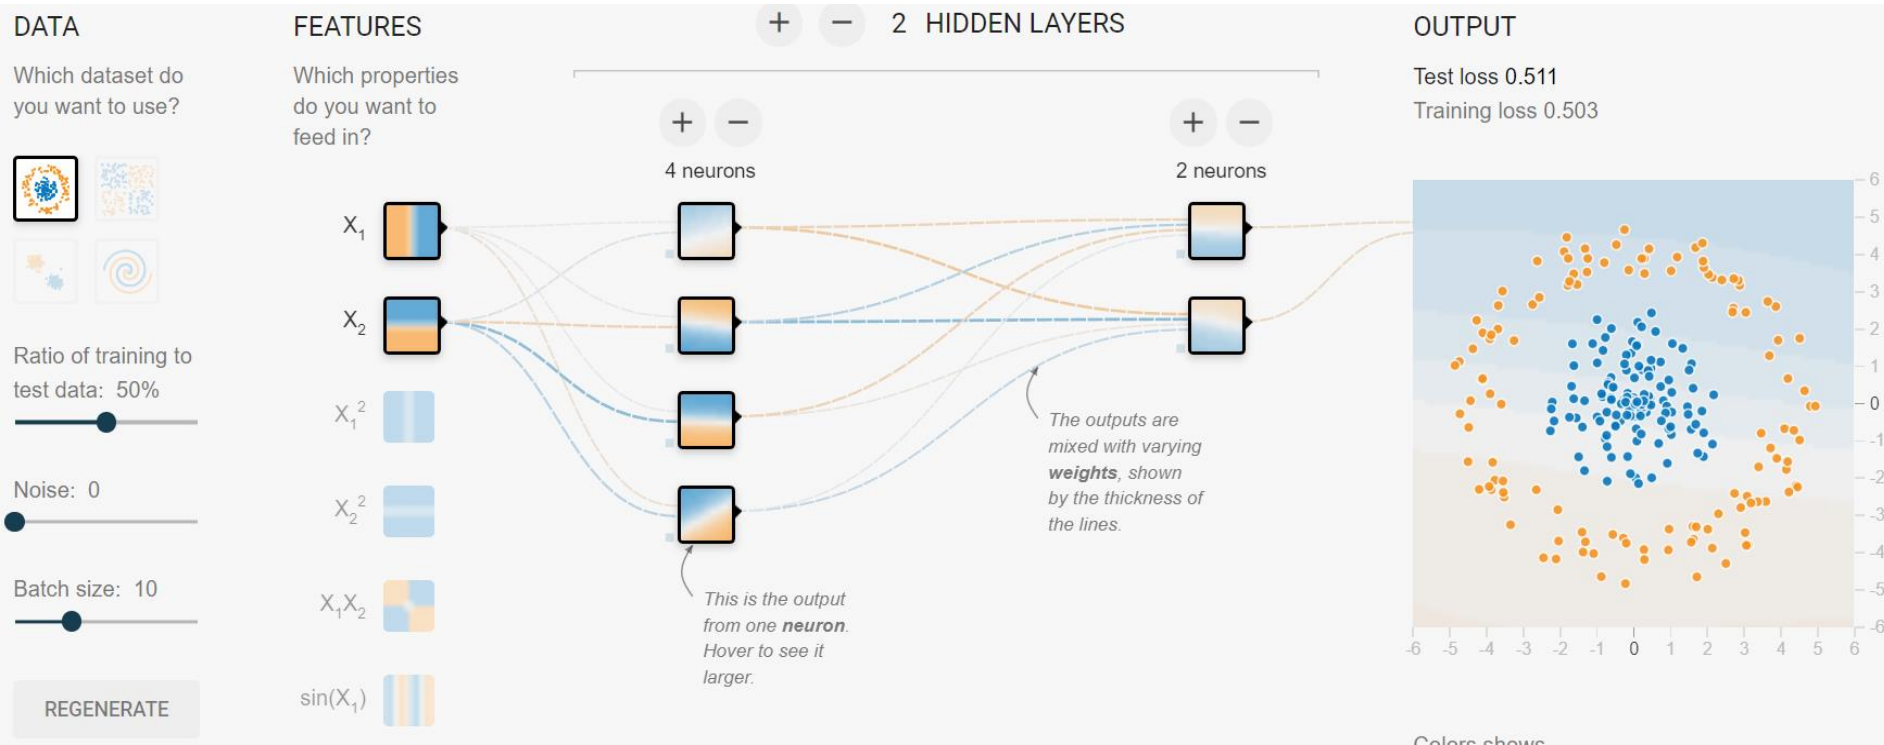 DATA
Which dataset do
you want to use?
Ratio of training to
test data: 50%
Noise: 0
Batch size: 10
REGENERATE
FEATURES
Which properties
do you want to
feed in?
X1
X2
X1²
X2²
X1X2
sin(X1)
+ − 2 HIDDEN LAYERS
+ −
4 neurons
+ −
2 neurons
This is the output
from one neuron.
Hover to see it
larger.
The outputs are
mixed with varying
weights, shown
by the thickness of
the lines.
OUTPUT
Test loss 0.511
Training loss 0.503
6
5
4
3
2
1
0
-1
-2
-3
-4
-5
-6
-6 -5 -4 -3 -2 -1 0 1 2 3 4 5 6
Colors shows